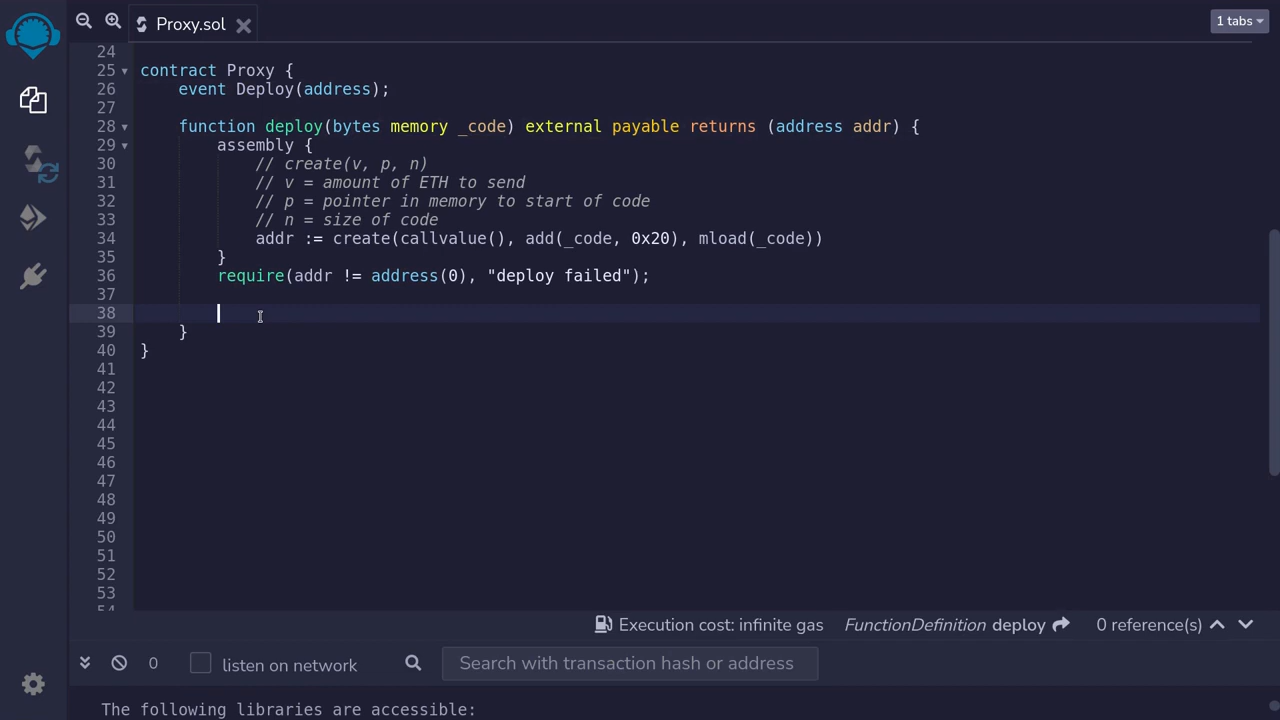 Proxy.sol
1 tabs
24
25 contract Proxy {
26 event Deploy(address);
27
28 function deploy(bytes memory _code) external payable returns (address addr) {
29 assembly {
30 // create(v, p, n)
31 // v = amount of ETH to send
32 // p = pointer in memory to start of code
33 // n = size of code
34 addr := create(callvalue(), add(_code, 0x20), mload(_code))
35 }
36 require(addr != address(0), "deploy failed");
37
38
39 }
40 }
41
42
43
44
45
46
47
48
49
50
51
52
53
54
Execution cost: infinite gas FunctionDefinition deploy 0 reference(s)
0 listen on network Search with transaction hash or address
The following libraries are accessible: